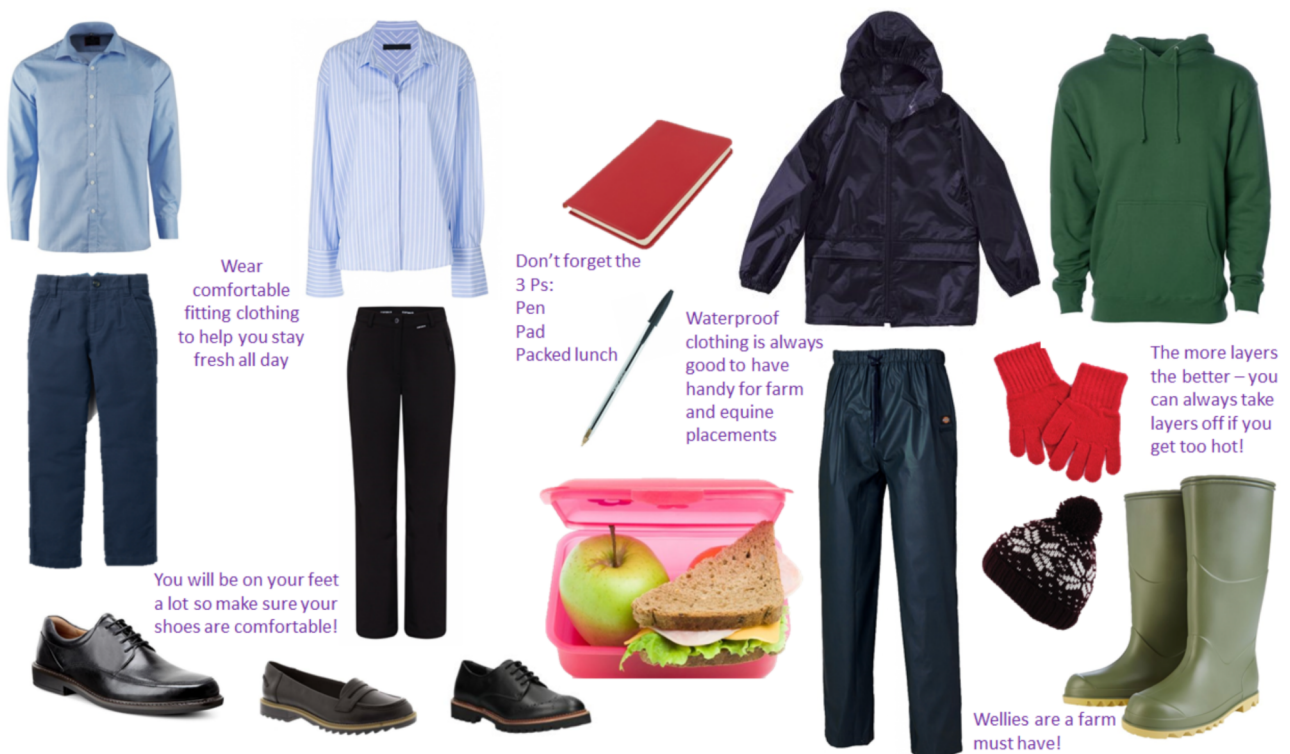 Wear
comfortable
fitting clothing
to help you stay
fresh all day
You will be on your feet
a lot so make sure your
shoes are comfortable!
Don't forget the
3 Ps:
Pen
Pad
Packed lunch
Waterproof
clothing is always
good to have
handy for farm
and equine
placements
The more layers
the better – you
can always take
layers off if you
get too hot!
Wellies are a farm
must have!